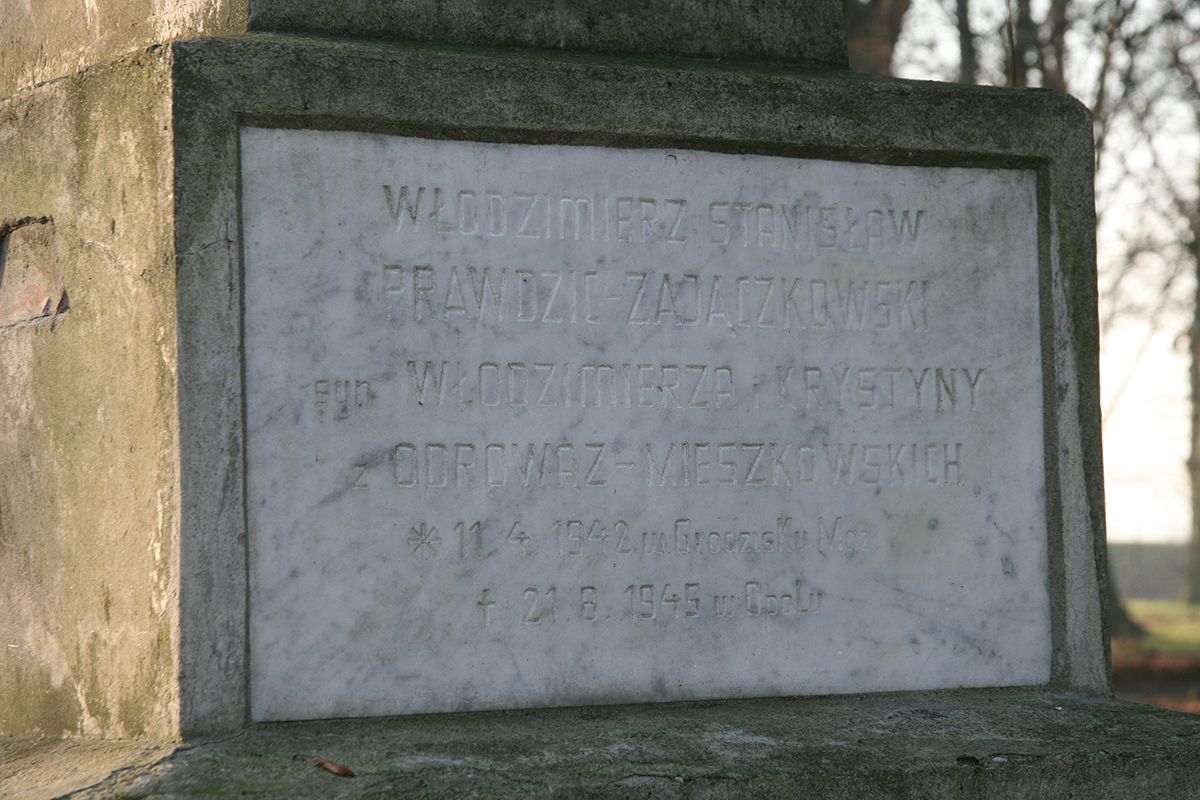 WŁODZIMIERZ STANISŁAW
PRAWDZIC-ZAJĄCZKOWSKI
syn WŁODZIMIERZA i KRYSTYNY
z ODROWĄŻ-MIESZKOWSKICH
* 11. 4. 1942 w Grodzisku Maz.
† 21. 8. 1945 w Opolu